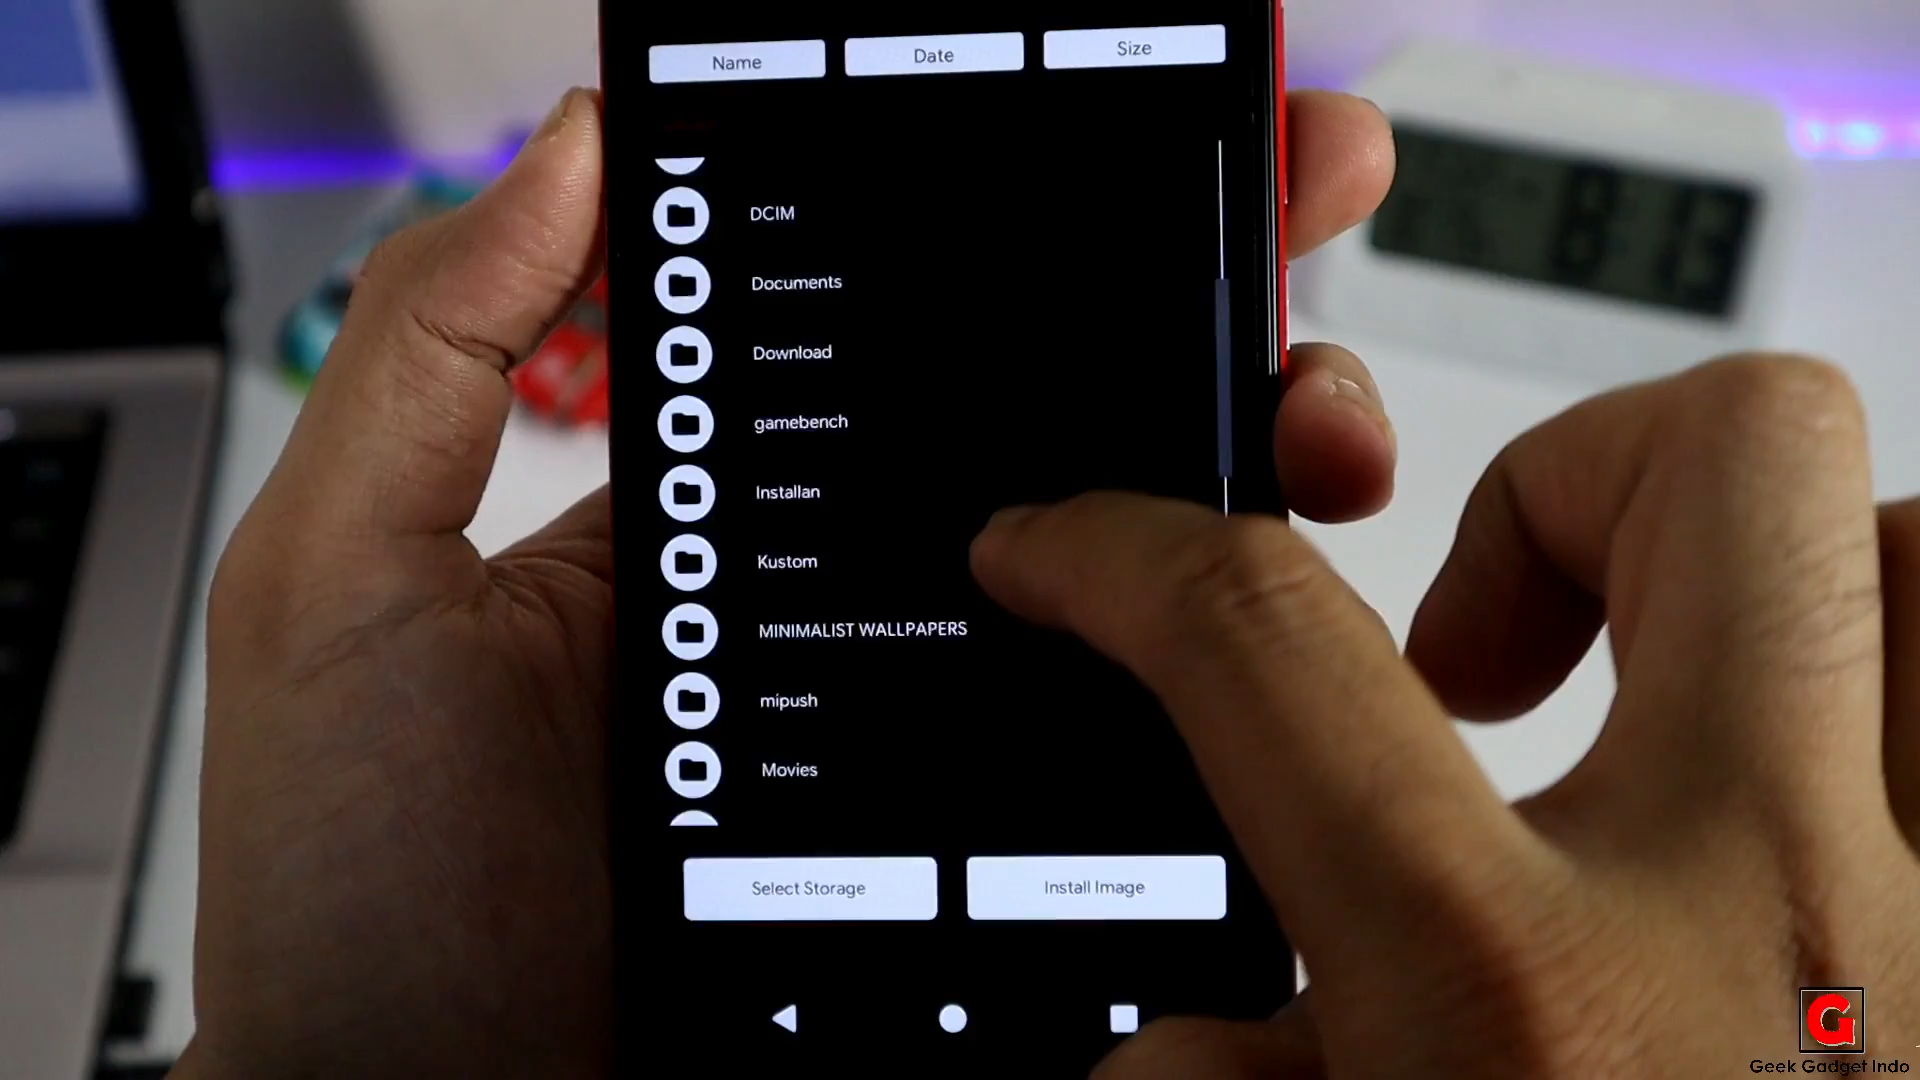 Name Date Size
DCIM
Documents
Download
gamebench
Installan
Kustom
MINIMALIST WALLPAPERS
mipush
Movies
Select Storage Install Image
G
Geek Gadget Indo